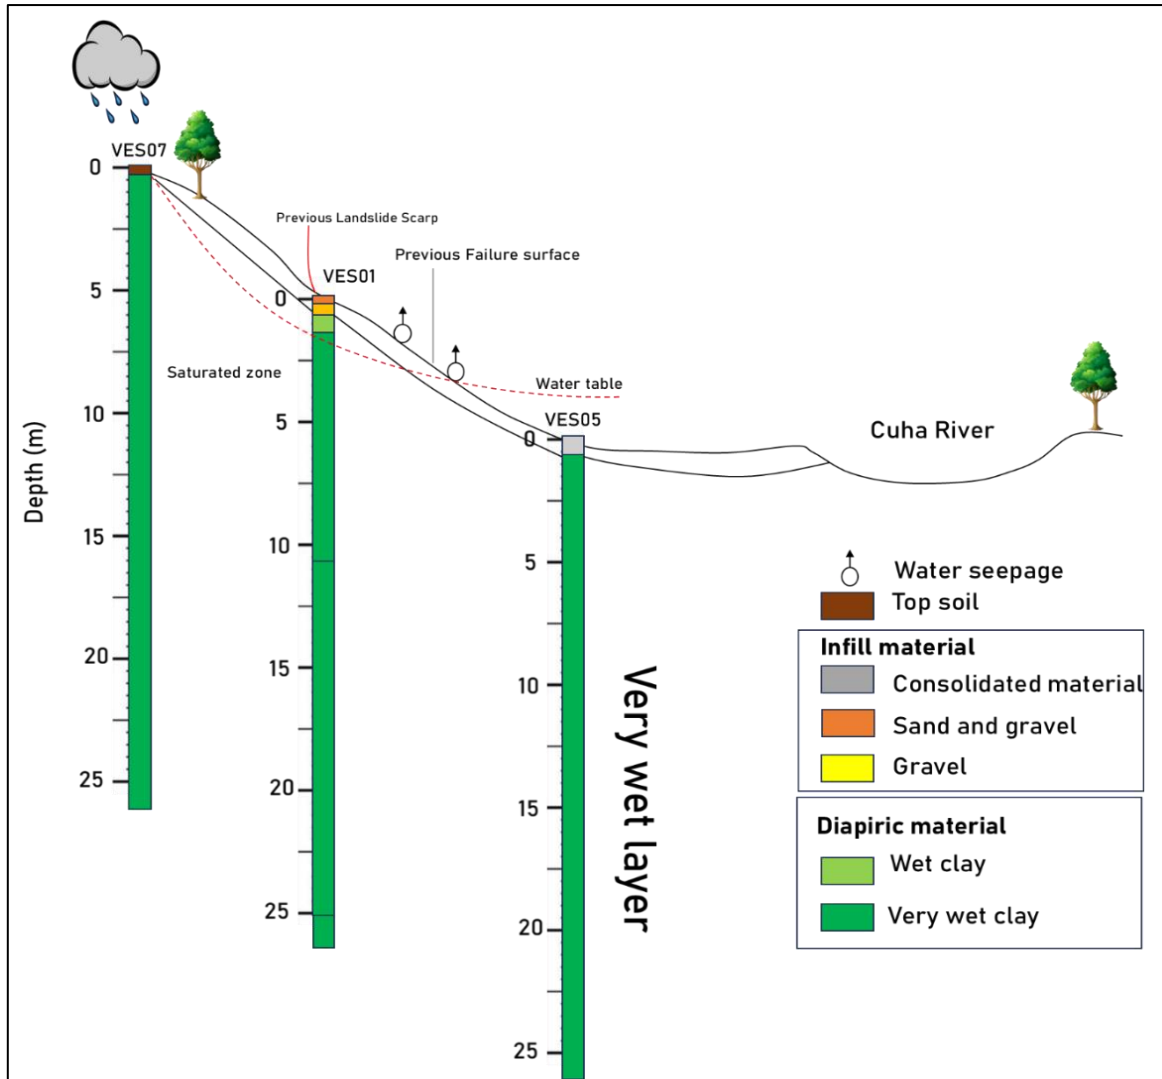 VES07
0
5
10
15
20
25
Depth (m)
Previous Landslide Scarp
VES01
0
5
10
15
20
25
Previous Failure surface
Saturated zone
Water table
VES05
0
5
10
15
20
25
Very wet layer
Cuha River
Water seepage
Top soil
Infill material
Consolidated material
Sand and gravel
Gravel
Diapiric material
Wet clay
Very wet clay